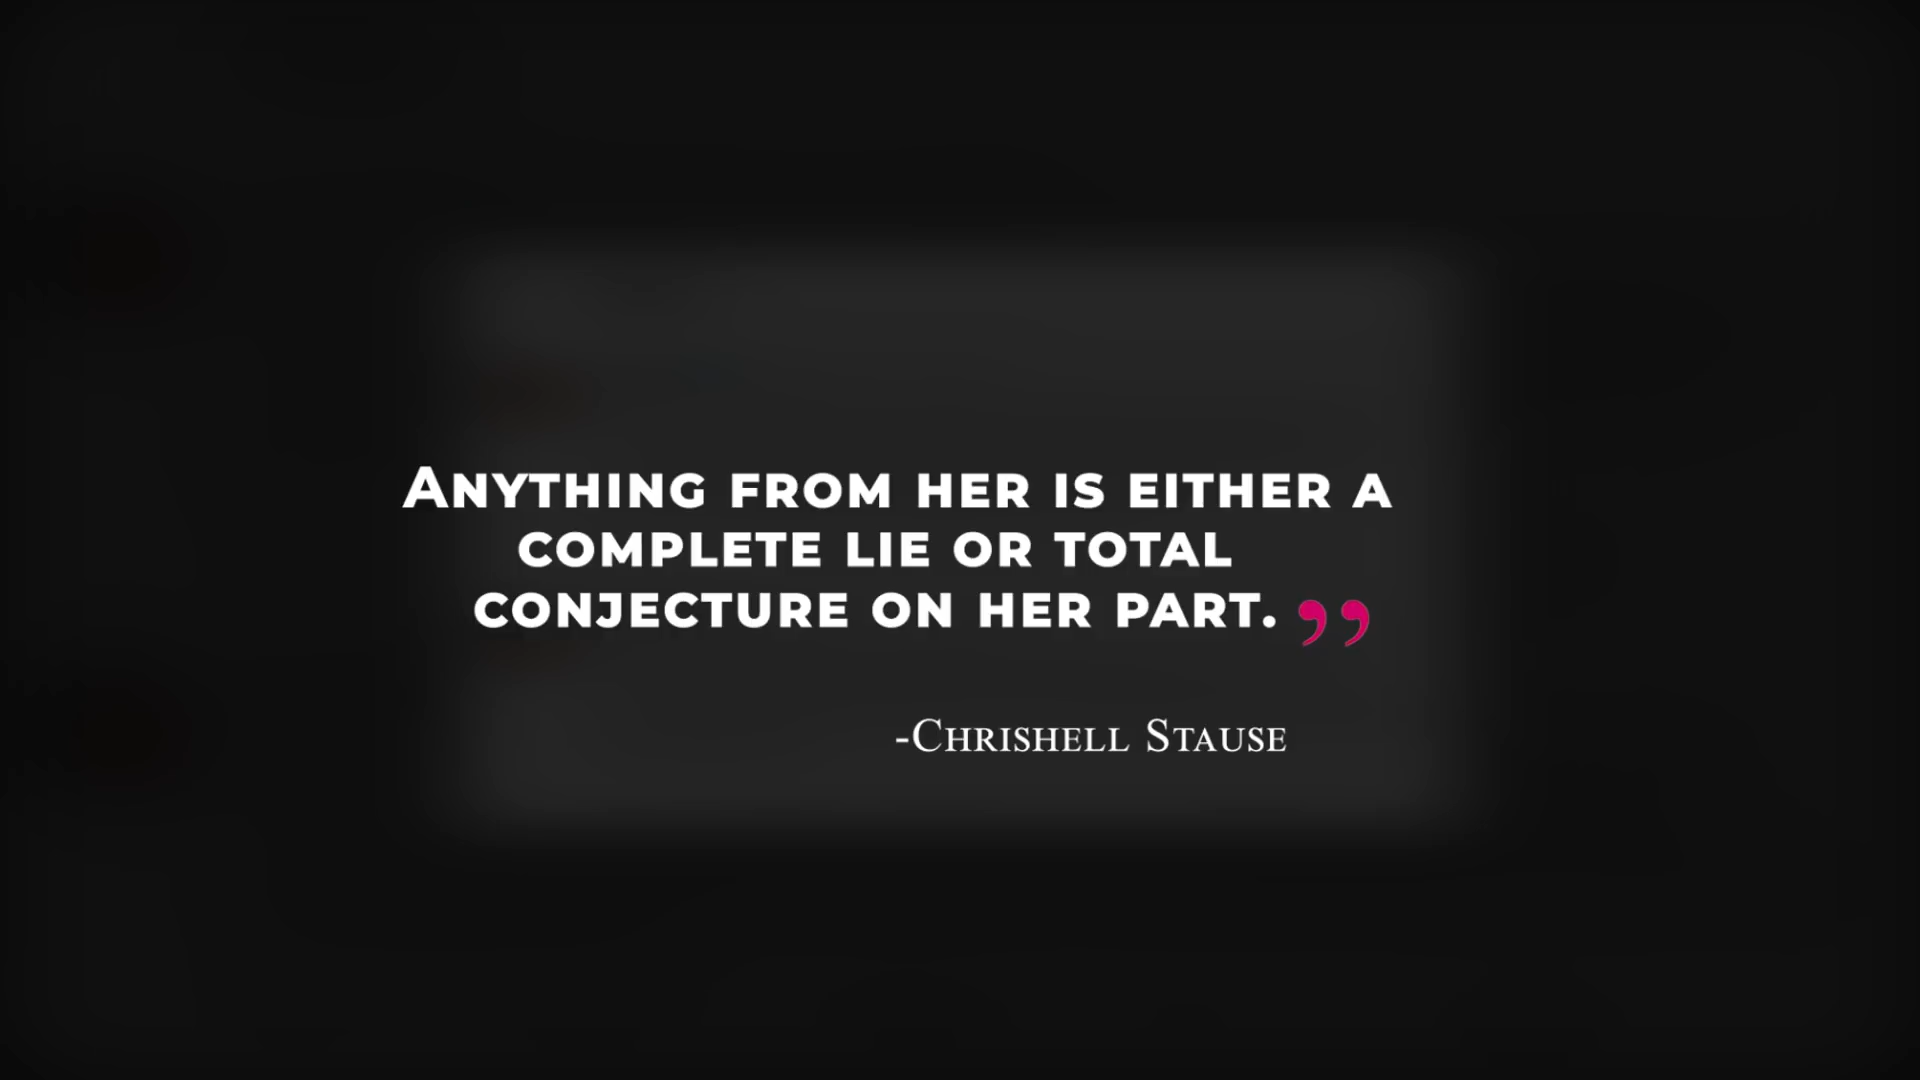 Anything from her is either a
complete lie or total
conjecture on her part. ”
-Chrishell Stause